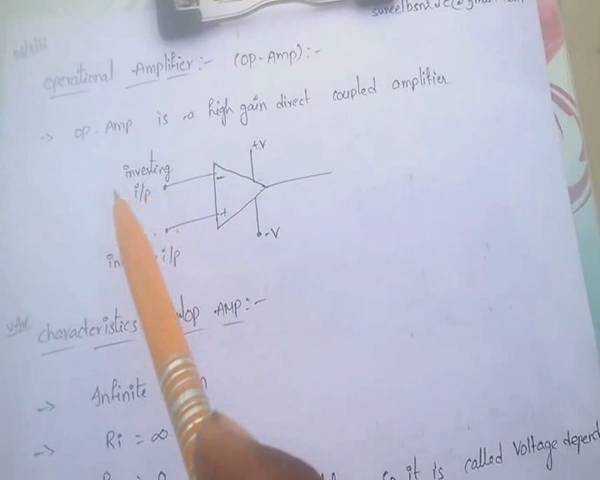 Operational Amplifier:- (OP-Amp):-
-> OP-Amp is a high gain direct coupled amplifier
+V
inverting
i/p
-
+
-V
i/p
characteristics OP-AMP:-
-> Infinite
-> Ri = ∞
so it is called Voltage depend